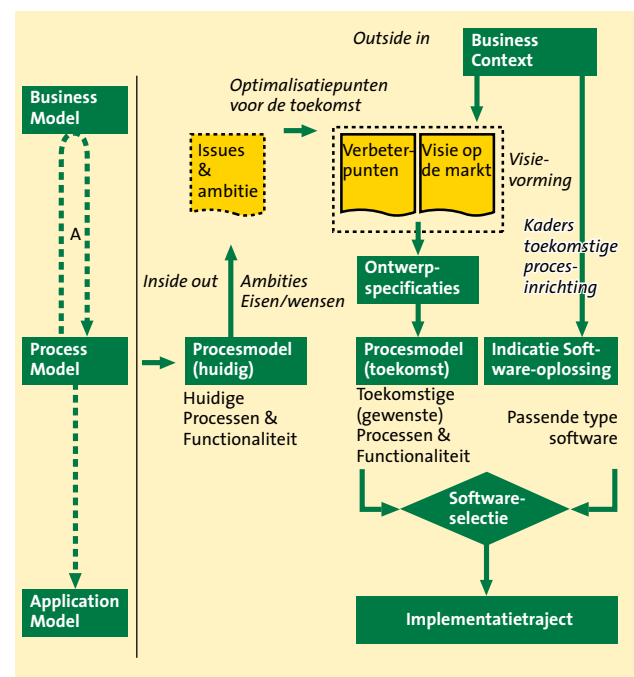 Outside in
Business
Context
Optimalisatiepunten
voor de toekomst
Business
Model
Issues
&
ambitie
Verbeter-
punten
Visie op
de markt
Visie-
vorming
A
Kaders
toekomstige
proces-
inrichting
Inside out
Ambities
Eisen/wensen
Ontwerp-
specificaties
Process
Model
Procesmodel
(huidig)
Procesmodel
(toekomst)
Indicatie Soft-
ware-oplossing
Huidige
Processen &
Functionaliteit
Toekomstige
(gewenste)
Processen &
Functionaliteit
Passende type
software
Software-
selectie
Application
Model
Implementatietraject